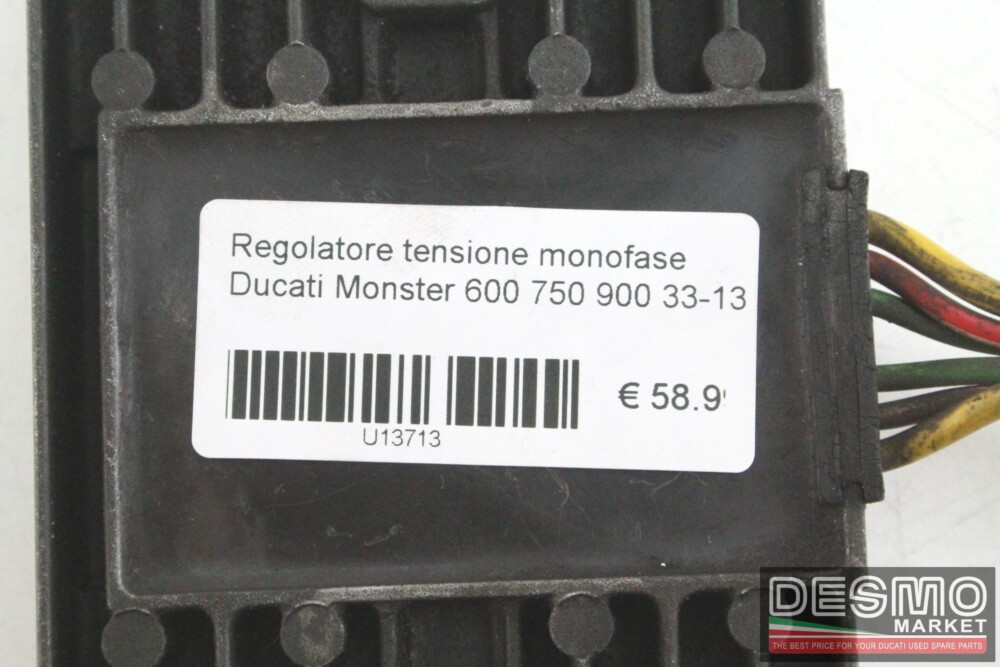 Regolatore tensione monofase
Ducati Monster 600 750 900 33-13
€ 58.9
U13713
DESMO
MARKET
THE BEST PRICE FOR YOUR DUCATI USED SPARE PARTS